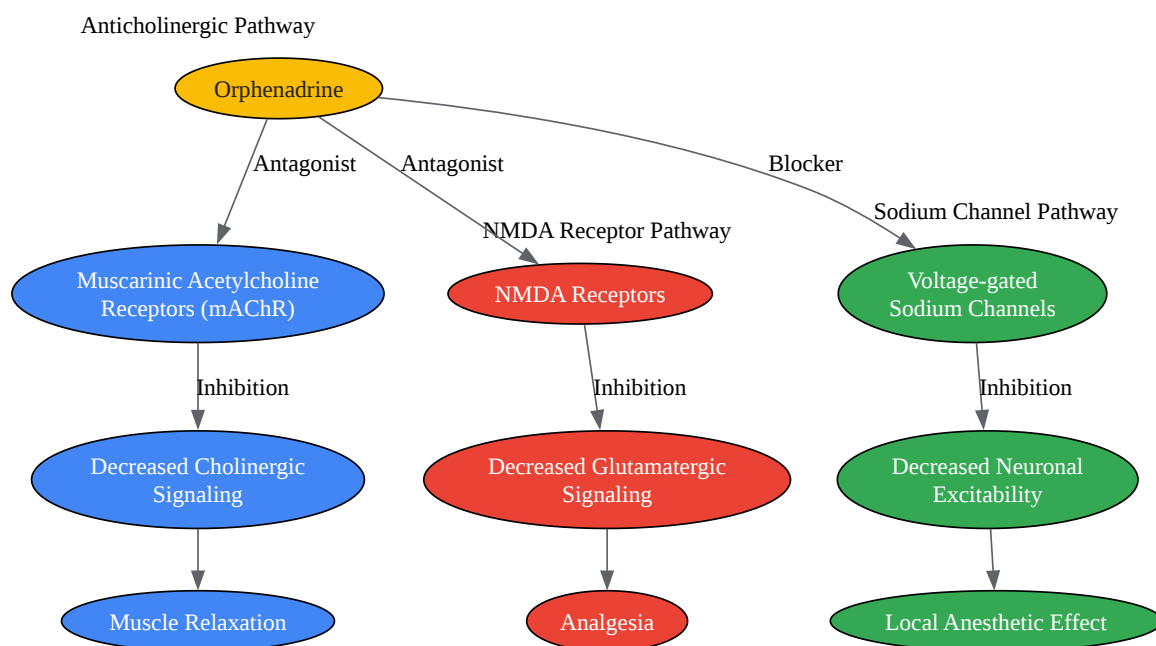 Anticholinergic Pathway
Orphenadrine
Antagonist
Antagonist
Blocker
Sodium Channel Pathway
NMDA Receptor Pathway
Muscarinic Acetylcholine
Receptors (mAChR)
NMDA Receptors
Voltage-gated
Sodium Channels
Inhibition
Inhibition
Inhibition
Decreased Cholinergic
Signaling
Decreased Glutamatergic
Signaling
Decreased Neuronal
Excitability
Muscle Relaxation
Analgesia
Local Anesthetic Effect